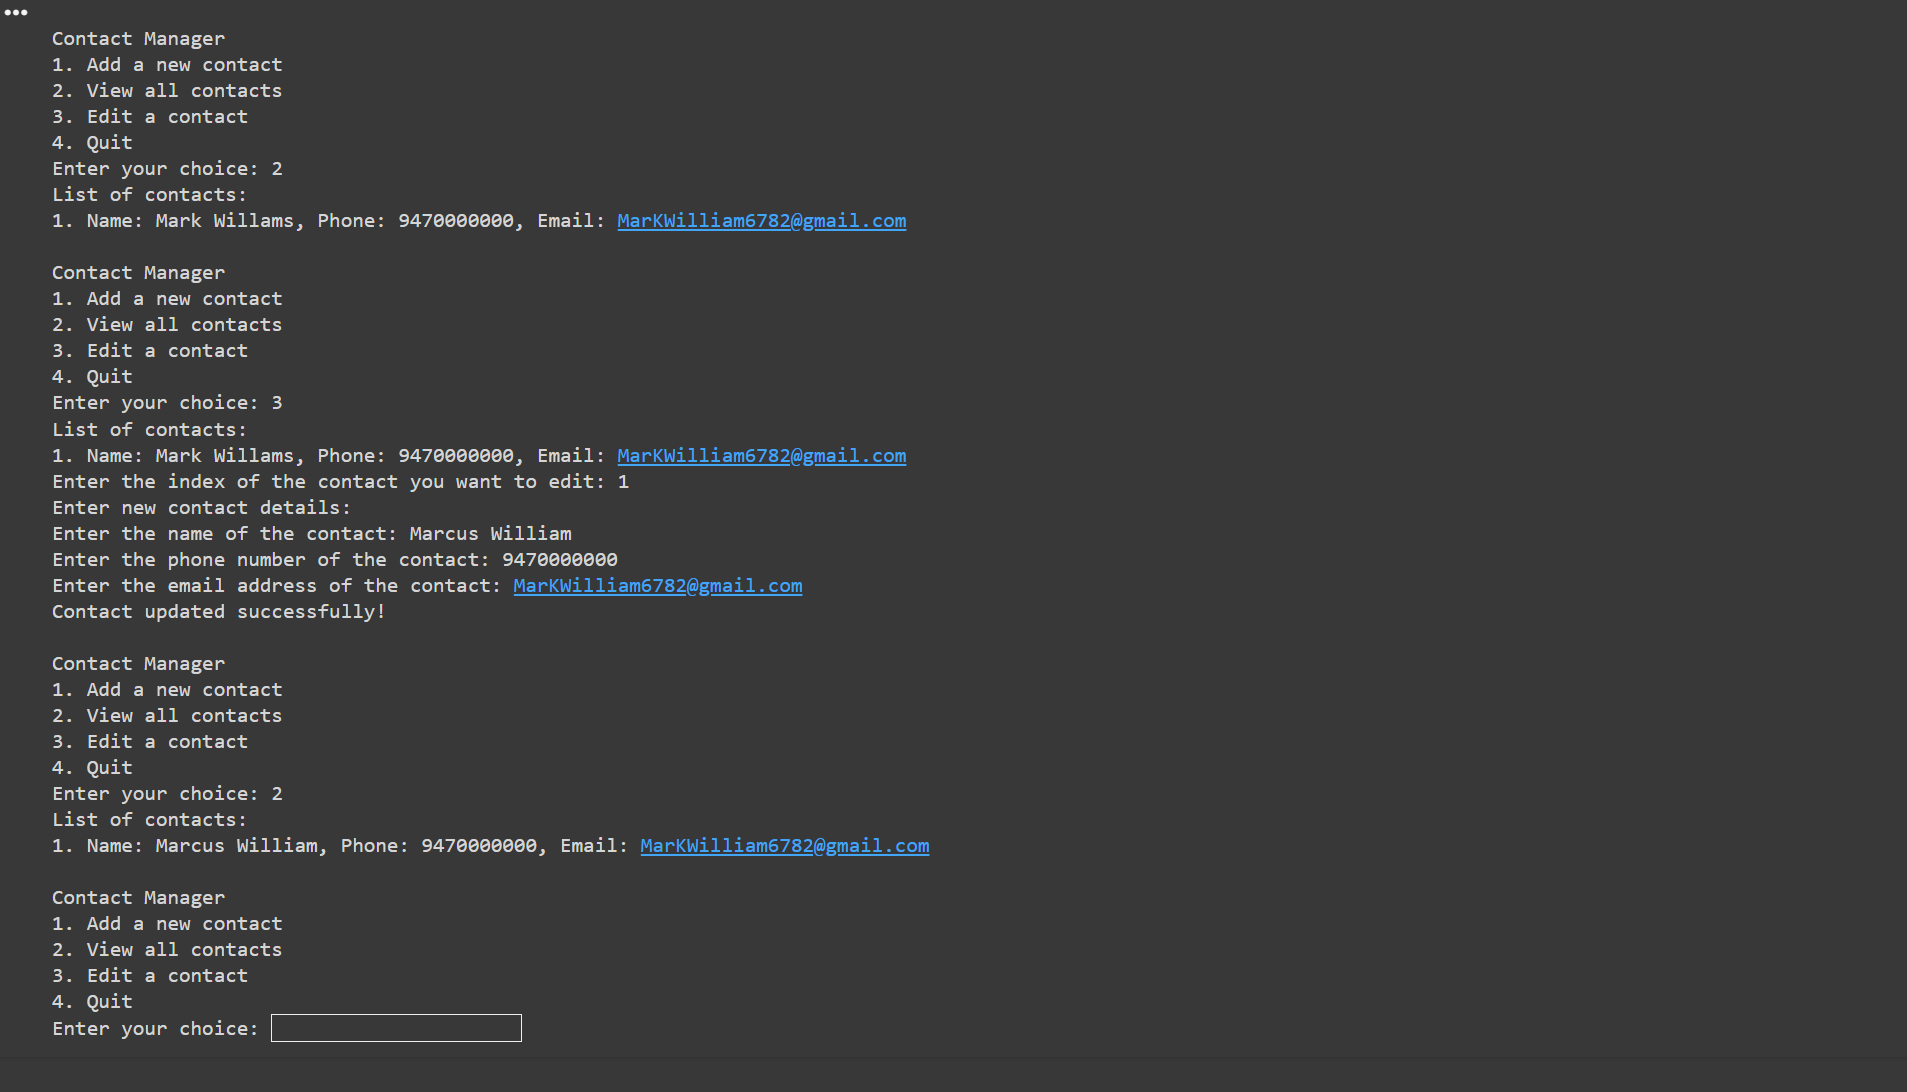 Contact Manager
1. Add a new contact
2. View all contacts
3. Edit a contact
4. Quit
Enter your choice: 2
List of contacts:
1. Name: Mark Willams, Phone: 9470000000, Email: MarKWilliam6782@gmail.com
Contact Manager
1. Add a new contact
2. View all contacts
3. Edit a contact
4. Quit
Enter your choice: 3
List of contacts:
1. Name: Mark Willams, Phone: 9470000000, Email: MarKWilliam6782@gmail.com
Enter the index of the contact you want to edit: 1
Enter new contact details:
Enter the name of the contact: Marcus William
Enter the phone number of the contact: 9470000000
Enter the email address of the contact: MarKWilliam6782@gmail.com
Contact updated successfully!
Contact Manager
1. Add a new contact
2. View all contacts
3. Edit a contact
4. Quit
Enter your choice: 2
List of contacts:
1. Name: Marcus William, Phone: 9470000000, Email: MarKWilliam6782@gmail.com
Contact Manager
1. Add a new contact
2. View all contacts
3. Edit a contact
4. Quit
Enter your choice: